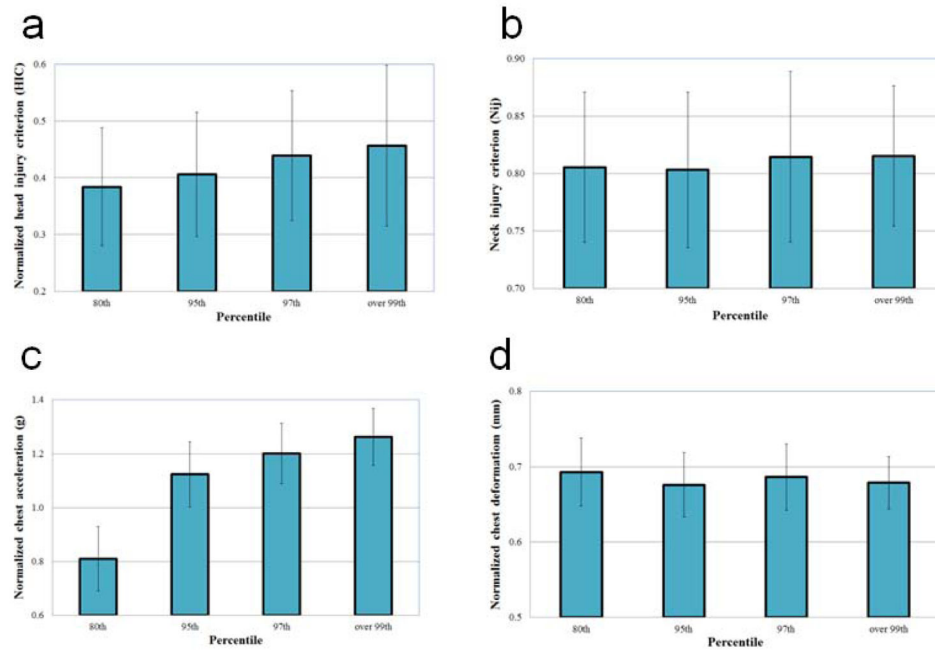 a
Normalized head injury criterion (HIC)
0.6
0.5
0.4
0.3
0.2
80th 95th 97th over 99th
Percentile
b
Neck injury criterion (Nij)
0.90
0.85
0.80
0.75
0.70
80th 95th 97th over 99th
Percentile
c
Normalized chest acceleration (g)
1.4
1.2
1.0
0.8
0.6
80th 95th 97th over 99th
Percentile
d
Normalized chest deformatiom (mm)
0.8
0.7
0.6
0.5
80th 95th 97th over 99th
Percentile